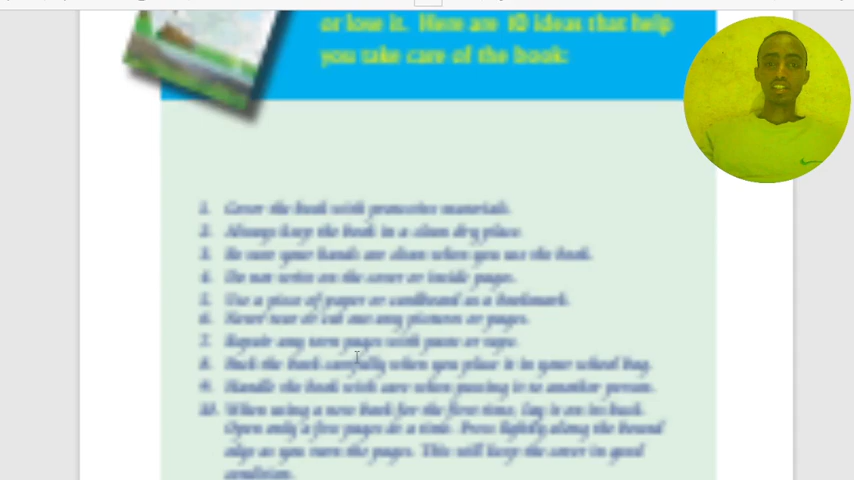 or lose it. Here are 10 ideas that help
you take care of the book:
1. Cover the book with protective materials.
2. Always keep the book in a clean dry place.
3. Be sure your hands are clean when you use the book.
4. Do not write on the cover or inside pages.
5. Use a piece of paper or cardboard as a bookmark.
6. Never tear or cut out any pictures or pages.
7. Repair any torn pages with paste or tape.
8. Pack the book carefully when you place it in your school bag.
9. Handle the book with care when passing it to another person.
10. When using a new book for the first time, lay it on its back.
Open only a few pages at a time. Press lightly along the bound
edge as you turn the pages. This will keep the cover in good
condition.